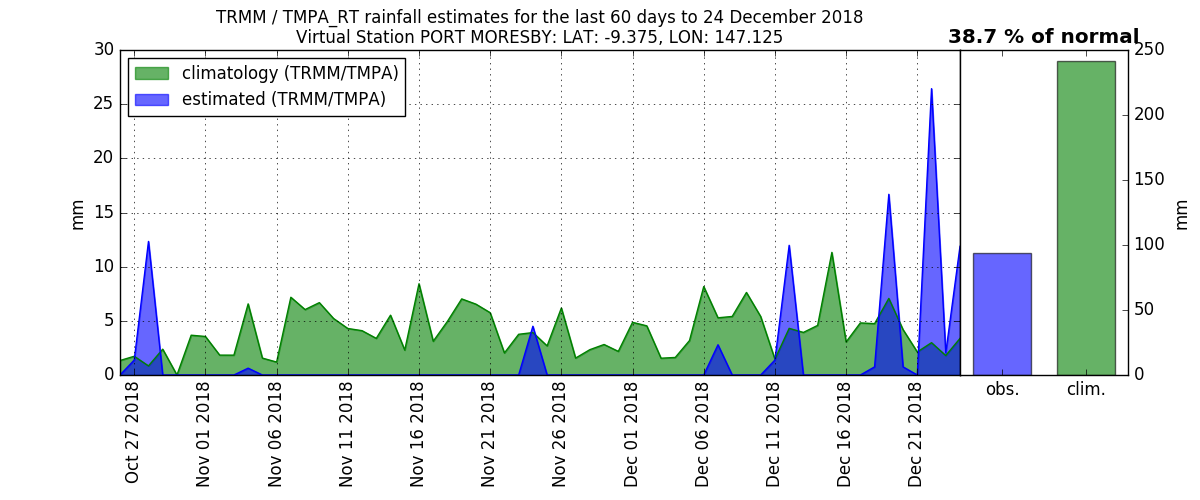 TRMM / TMPA_RT rainfall estimates for the last 60 days to 24 December 2018
Virtual Station PORT MORESBY: LAT: -9.375, LON: 147.125
38.7 % of normal
climatology (TRMM/TMPA)
estimated (TRMM/TMPA)
mm
30
25
20
15
10
5
0
Oct 27 2018
Nov 01 2018
Nov 06 2018
Nov 11 2018
Nov 16 2018
Nov 21 2018
Nov 26 2018
Dec 01 2018
Dec 06 2018
Dec 11 2018
Dec 16 2018
Dec 21 2018
obs.
clim.
250
200
150
100
50
0
mm